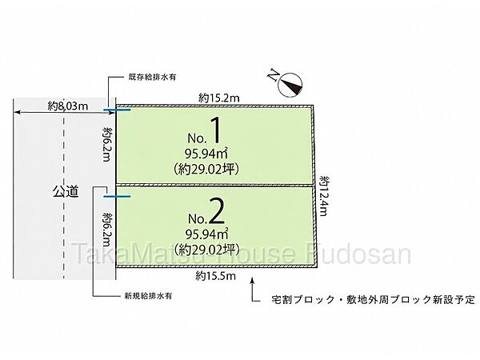 既存給排水有
N
約8.03m
約15.2m
約6.2m
No.1
95.94㎡
(約29.02坪)
公道
約12.4m
約6.2m
No.2
95.94㎡
(約29.02坪)
TakaMatsu House Fudosan
約15.5m
新規給排水有
宅割ブロック・敷地外周ブロック新設予定